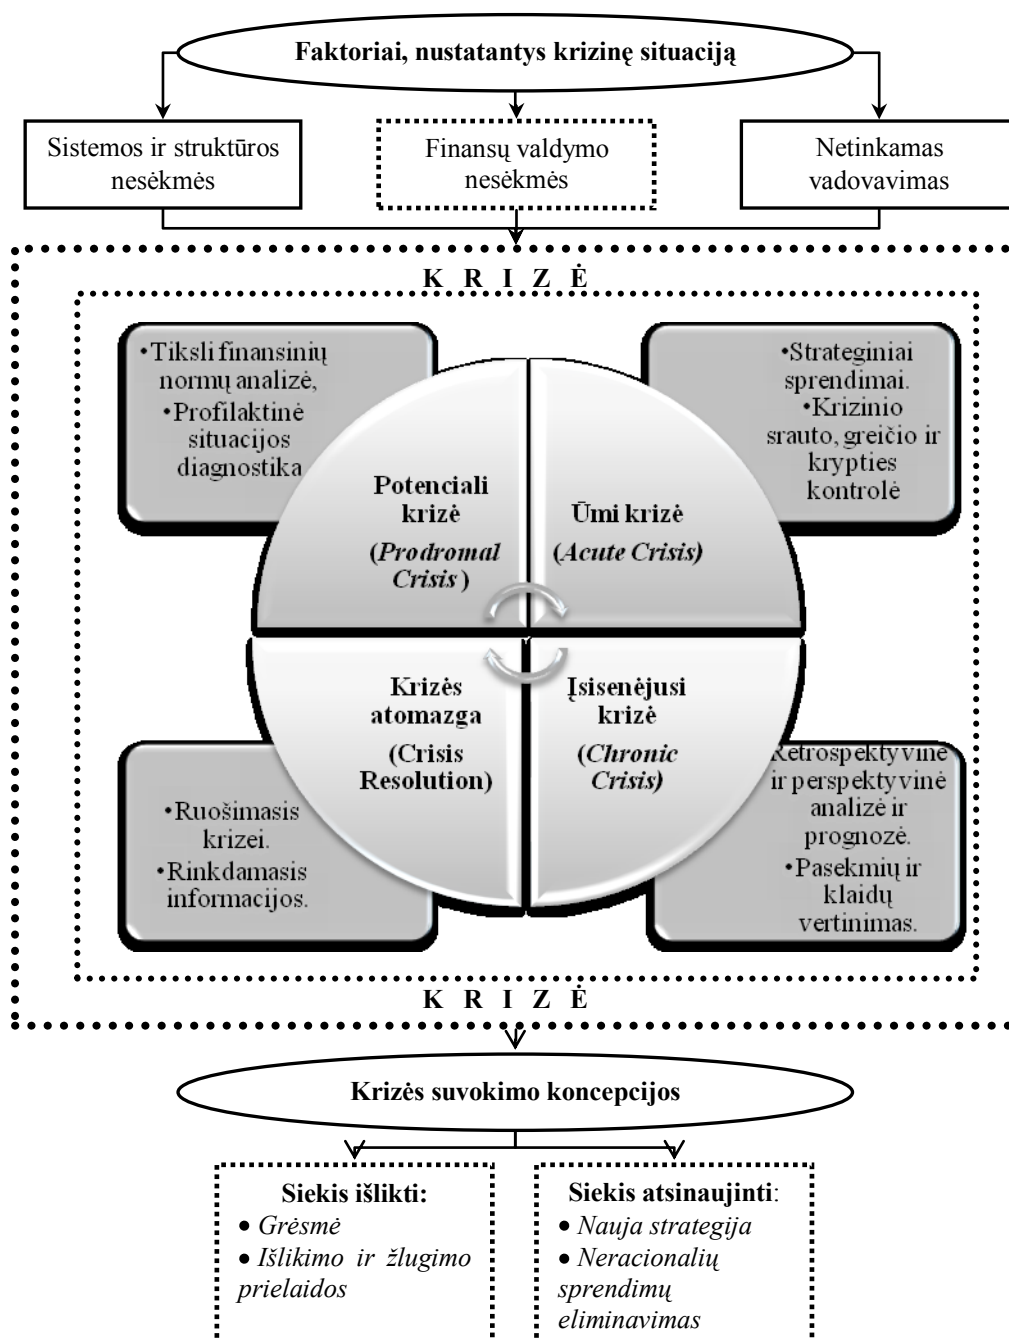 Faktoriai, nustatantys krizinę situaciją
Sistemos ir struktūros
nesėkmės
Finansų valdymo
nesėkmės
Netinkamas
vadovavimas
K R I Z Ė
•Tiksli finansinių
normų analizė,
•Profilaktinė
situacijos
diagnostika
•Strateginiai
sprendimai.
•Krizinio
srauto, greičio ir
krypties
kontrolė
Potenciali
krizė
(Prodromal
Crisis )
Ūmi krizė
(Acute Crisis)
Krizės
atomazga
(Crisis
Resolution)
Įsisenėjusi
krizė
(Chronic
Crisis)
•Ruošimasis
krizei.
•Rinkdamasis
informacijos.
Retrospektyvinė
ir perspektyvinė
analizė ir
prognozė.
•Pasekmių ir
klaidų
vertinimas.
K R I Z Ė
Krizės suvokimo koncepcijos
Siekis išlikti:
• Grėsmė
• Išlikimo ir žlugimo
prielaidos
Siekis atsinaujinti:
• Nauja strategija
• Neracionalių
sprendimų
eliminavimas